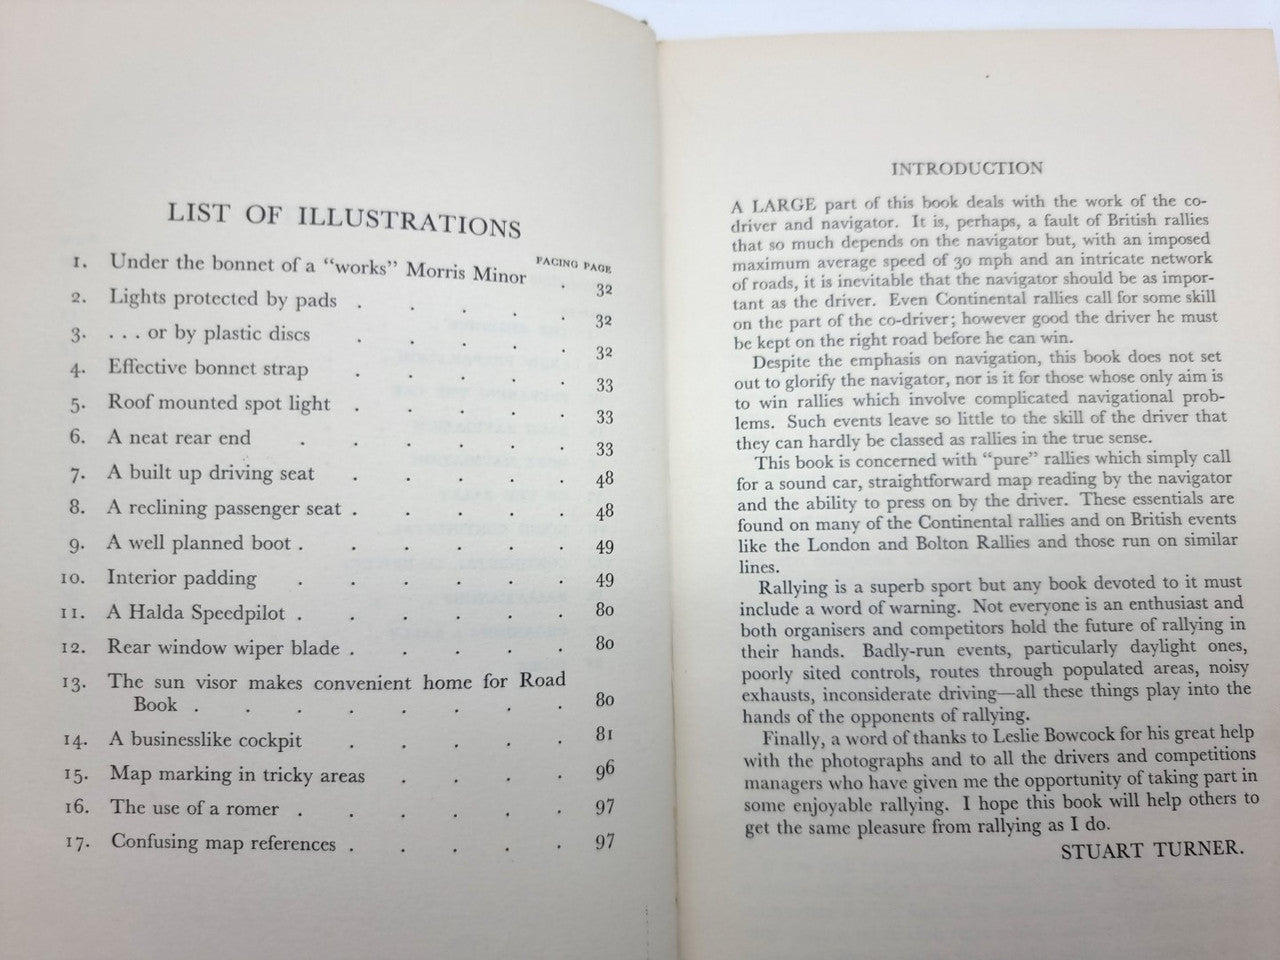 LIST OF ILLUSTRATIONS
FACING PAGE
1. Under the bonnet of a “works” Morris Minor . 32
2. Lights protected by pads . . . . . 32
3. . . . or by plastic discs . . . . . 32
4. Effective bonnet strap . . . . . 33
5. Roof mounted spot light . . . . . 33
6. A neat rear end . . . . . . 33
7. A built up driving seat . . . . . 48
8. A reclining passenger seat . . . . . 48
9. A well planned boot . . . . . . 49
10. Interior padding . . . . . . 49
11. A Halda Speedpilot . . . . . . 80
12. Rear window wiper blade . . . . . 80
13. The sun visor makes convenient home for Road
Book . . . . . . . . 80
14. A businesslike cockpit . . . . . 81
15. Map marking in tricky areas . . . . 96
16. The use of a romer . . . . . . 97
17. Confusing map references . . . . . 97
INTRODUCTION
A LARGE part of this book deals with the work of the co-
driver and navigator. It is, perhaps, a fault of British rallies
that so much depends on the navigator but, with an imposed
maximum average speed of 30 mph and an intricate network
of roads, it is inevitable that the navigator should be as impor-
tant as the driver. Even Continental rallies call for some skill
on the part of the co-driver; however good the driver he must
be kept on the right road before he can win.
Despite the emphasis on navigation, this book does not set
out to glorify the navigator, nor is it for those whose only aim is
to win rallies which involve complicated navigational prob-
lems. Such events leave so little to the skill of the driver that
they can hardly be classed as rallies in the true sense.
This book is concerned with “pure” rallies which simply call
for a sound car, straightforward map reading by the navigator
and the ability to press on by the driver. These essentials are
found on many of the Continental rallies and on British events
like the London and Bolton Rallies and those run on similar
lines.
Rallying is a superb sport but any book devoted to it must
include a word of warning. Not everyone is an enthusiast and
both organisers and competitors hold the future of rallying in
their hands. Badly-run events, particularly daylight ones,
poorly sited controls, routes through populated areas, noisy
exhausts, inconsiderate driving—all these things play into the
hands of the opponents of rallying.
Finally, a word of thanks to Leslie Bowcock for his great help
with the photographs and to all the drivers and competitions
managers who have given me the opportunity of taking part in
some enjoyable rallying. I hope this book will help others to
get the same pleasure from rallying as I do.
STUART TURNER.